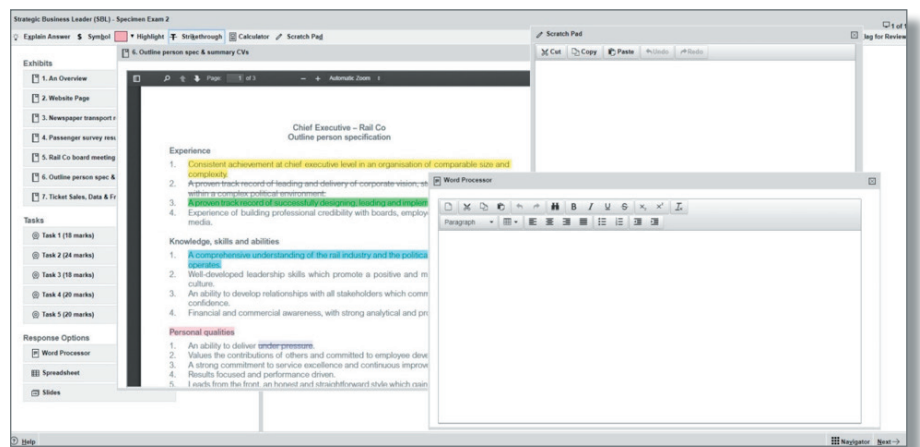 Strategic Business Leader (SBL) - Specimen Exam 2
1 of 1
Explain Answer $ Symbol Highlight T Strikethrough Calculator Scratch Pad
lag for Review
Exhibits
1. An Overview
2. Website Page
3. Newspaper transport r
4. Passenger survey resu
5. Rail Co board meeting
6. Outline person spec &
7. Ticket Sales, Data & Fr
Tasks
Task 1 (18 marks)
Task 2 (24 marks)
Task 3 (18 marks)
Task 4 (20 marks)
Task 5 (20 marks)
Response Options
Word Processor
Spreadsheet
Slides
6. Outline person spec & summary CVs
Page: 1 of 3 − + Automatic Zoom
Chief Executive – Rail Co
Outline person specification
Experience
1. Consistent achievement at chief executive level in an organisation of comparable size and
complexity.
2. A proven track record of leading and delivery of corporate vision, st
within a complex political environment.
3. A proven track record of successfully designing, leading and implem
4. Experience of building professional credibility with boards, employ
media.
Knowledge, skills and abilities
1. A comprehensive understanding of the rail industry and the politica
operates.
2. Well-developed leadership skills which promote a positive and m
culture.
3. An ability to develop relationships with all stakeholders which comm
confidence.
4. Financial and commercial awareness, with strong analytical and pr
Personal qualities
1. An ability to deliver under pressure.
2. Values the contributions of others and committed to employee deve
3. A strong commitment to service excellence and continuous improve
4. Results focused and performance driven.
5. Leads from the front, an honest and straightforward style which gain
Scratch Pad
Cut Copy Paste Undo Redo
Word Processor
B I U S x₂ x² Ix
Paragraph
Help
Navigator Next